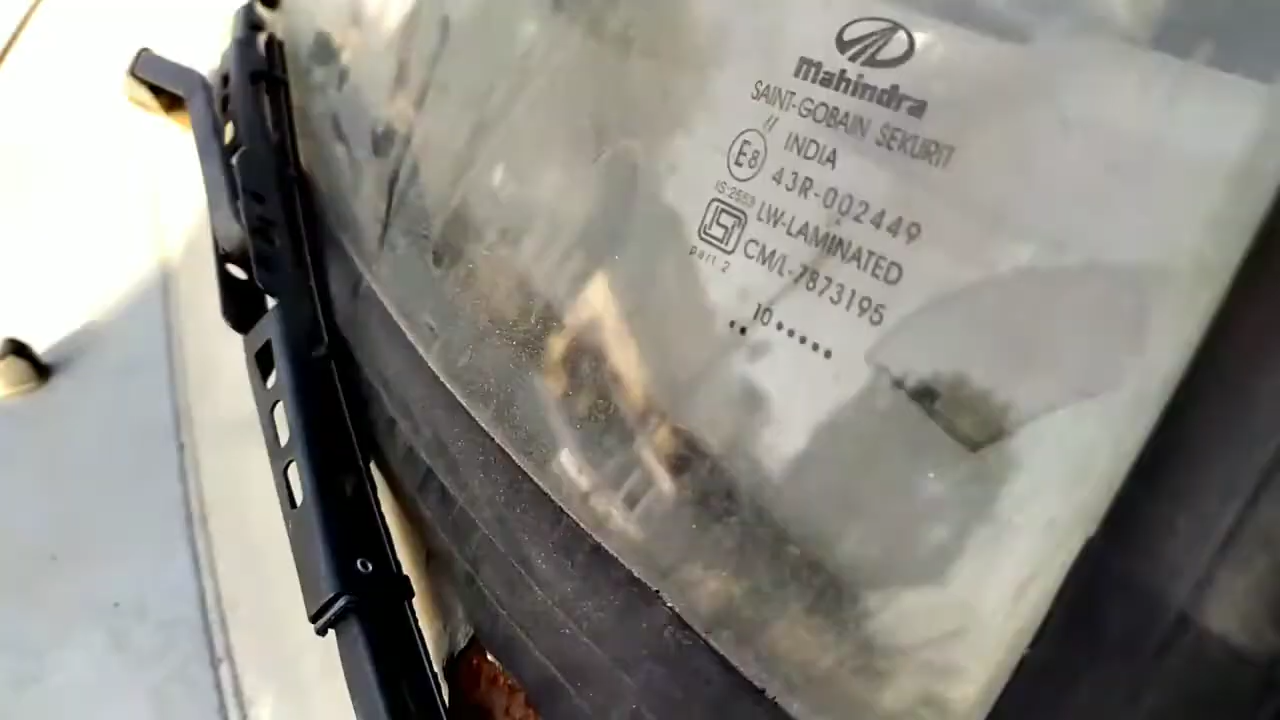 mahindra
SAINT-GOBAIN SEKURIT
//
INDIA
E8 43R-002449
IS:2553 LW-LAMINATED
part 2 CM/L-7873195
..10......